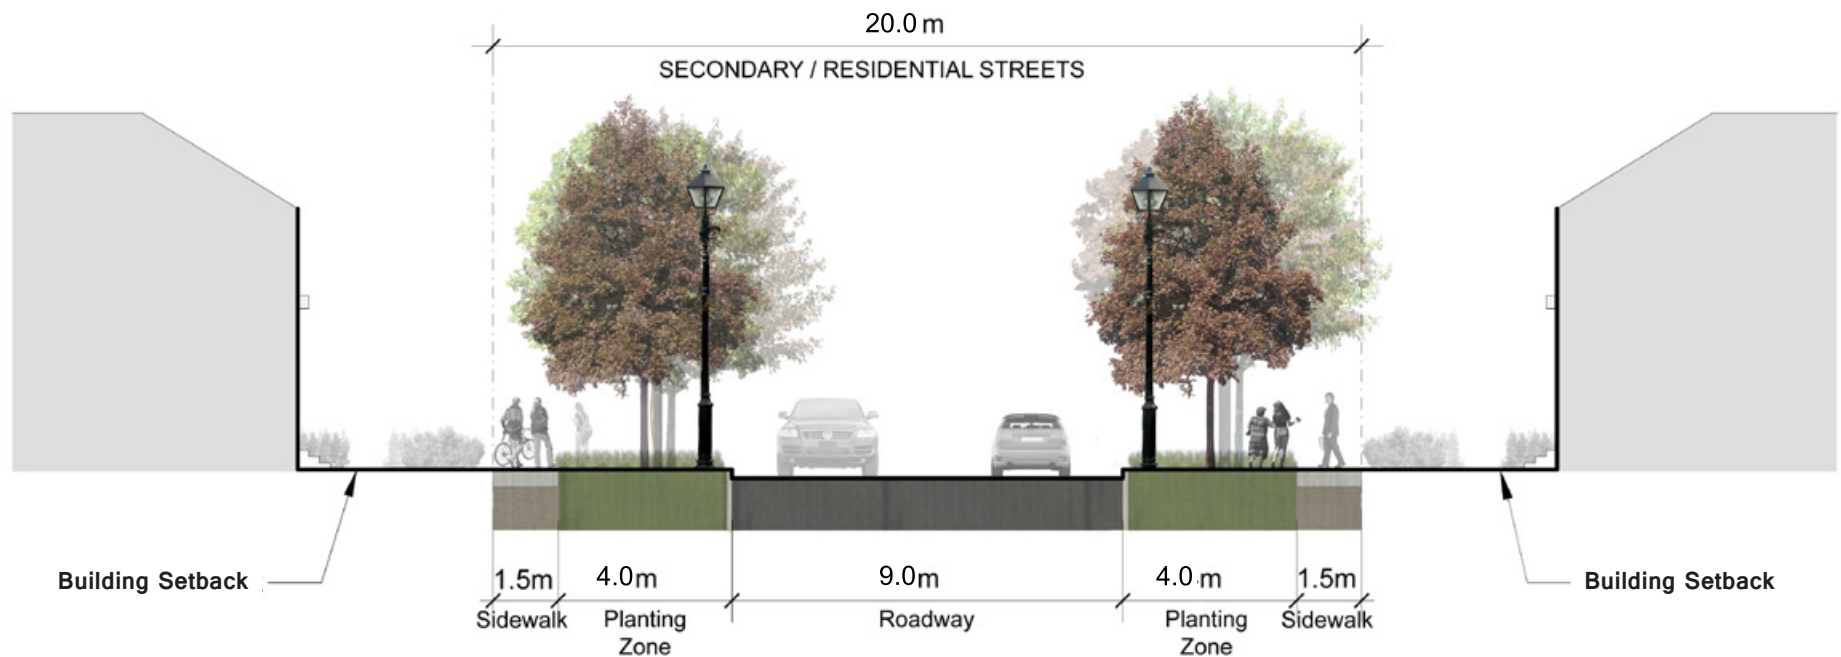 20.0 m
SECONDARY / RESIDENTIAL STREETS
Building Setback
1.5m
4.0m
9.0m
4.0 m
1.5m
Building Setback
Sidewalk
Planting
Zone
Roadway
Planting
Zone
Sidewalk